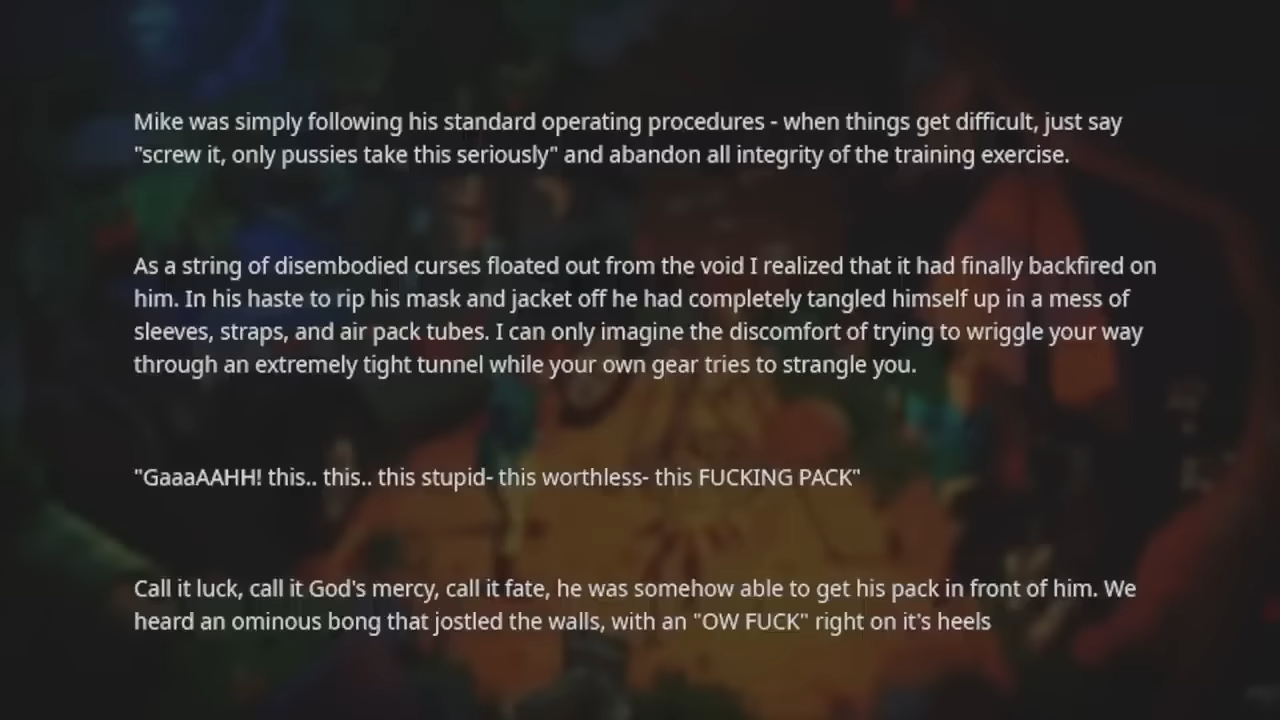 Mike was simply following his standard operating procedures - when things get difficult, just say
"screw it, only pussies take this seriously" and abandon all integrity of the training exercise.
As a string of disembodied curses floated out from the void I realized that it had finally backfired on
him. In his haste to rip his mask and jacket off he had completely tangled himself up in a mess of
sleeves, straps, and air pack tubes. I can only imagine the discomfort of trying to wriggle your way
through an extremely tight tunnel while your own gear tries to strangle you.
"GaaaAAHH! this.. this.. this stupid- this worthless- this FUCKING PACK"
Call it luck, call it God's mercy, call it fate, he was somehow able to get his pack in front of him. We
heard an ominous bong that jostled the walls, with an "OW FUCK" right on it's heels